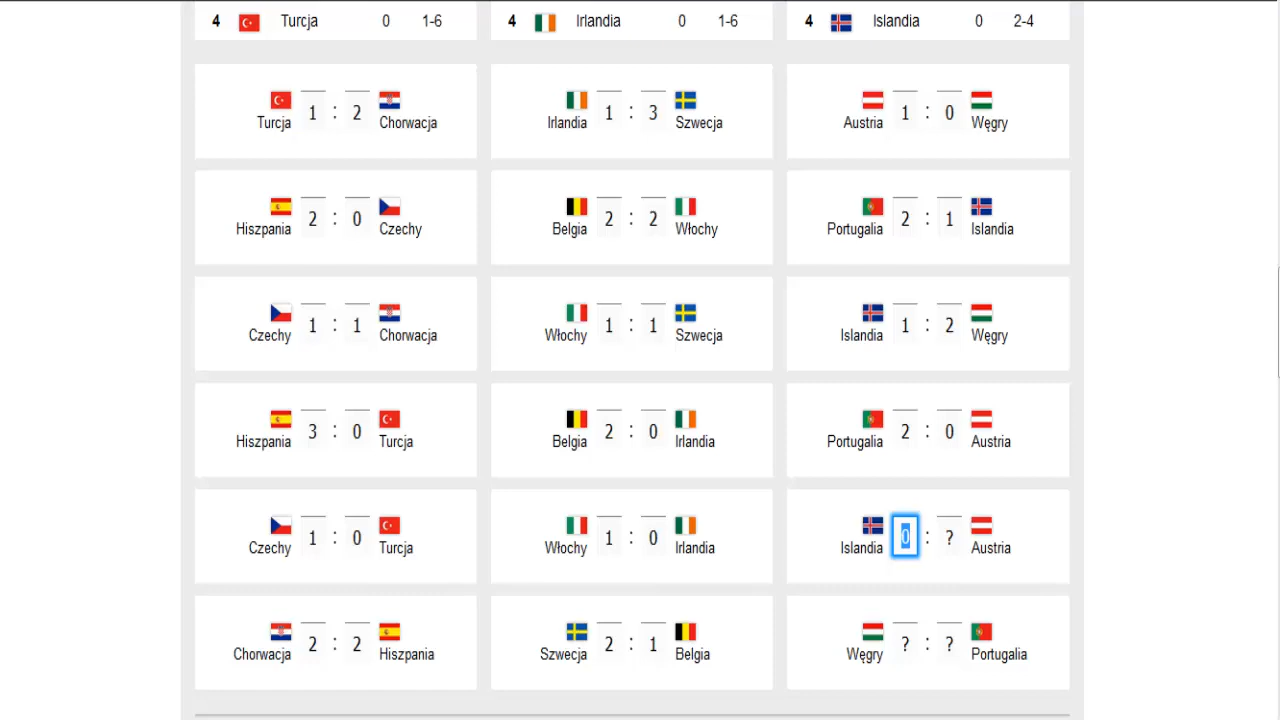 4 Turcja 0 1-6
4 Irlandia 0 1-6
4 Islandia 0 2-4
Turcja 1 : 2 Chorwacja
Irlandia 1 : 3 Szwecja
Austria 1 : 0 Węgry
Hiszpania 2 : 0 Czechy
Belgia 2 : 2 Włochy
Portugalia 2 : 1 Islandia
Czechy 1 : 1 Chorwacja
Włochy 1 : 1 Szwecja
Islandia 1 : 2 Węgry
Hiszpania 3 : 0 Turcja
Belgia 2 : 0 Irlandia
Portugalia 2 : 0 Austria
Czechy 1 : 0 Turcja
Włochy 1 : 0 Irlandia
Islandia 0 : ? Austria
Chorwacja 2 : 2 Hiszpania
Szwecja 2 : 1 Belgia
Węgry ? : ? Portugalia